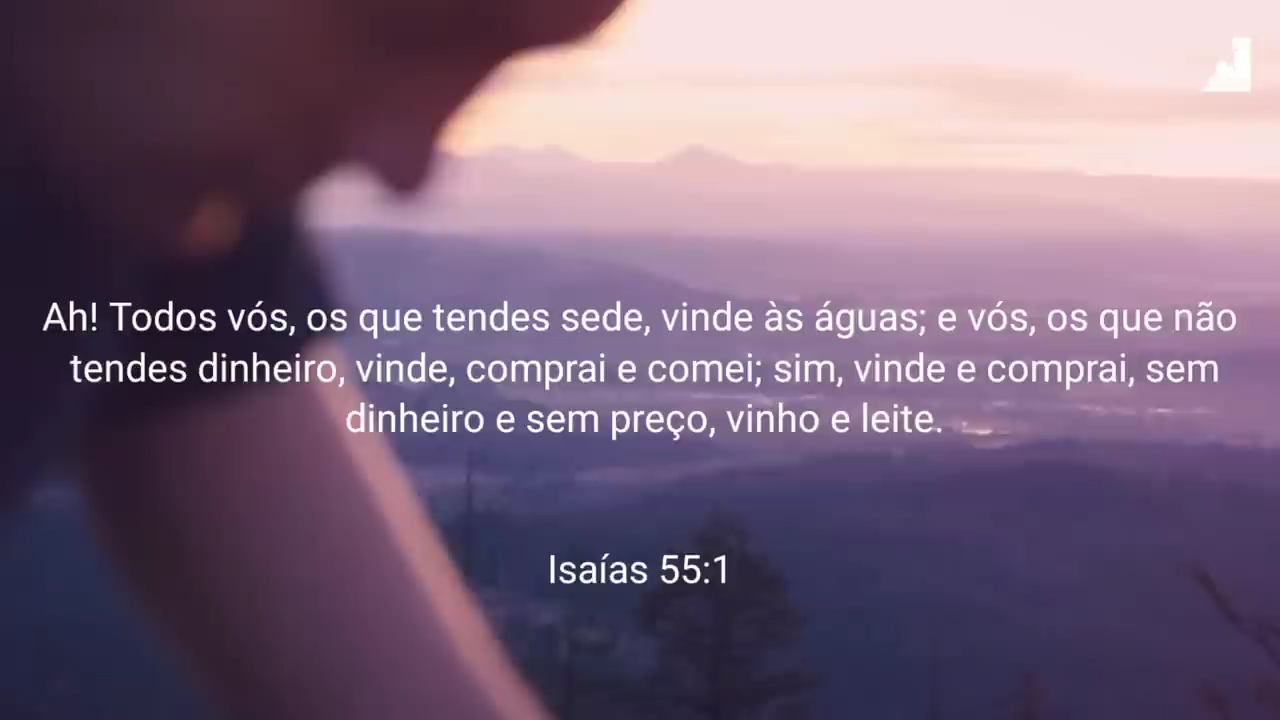 Ah! Todos vós, os que tendes sede, vinde às águas; e vós, os que não
tendes dinheiro, vinde, comprai e comei; sim, vinde e comprai, sem
dinheiro e sem preço, vinho e leite.
Isaías 55:1